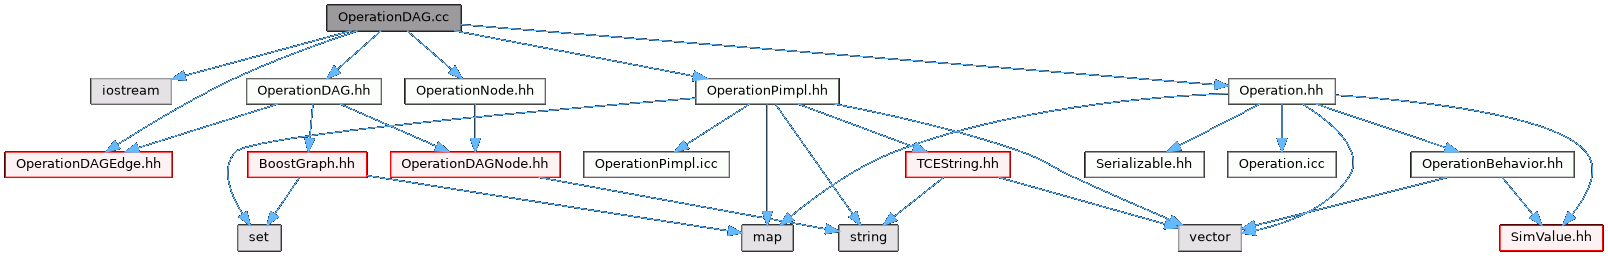 OperationDAG.cc
iostream
OperationDAG.hh
OperationNode.hh
OperationPimpl.hh
Operation.hh
OperationDAGEdge.hh
BoostGraph.hh
OperationDAGNode.hh
OperationPimpl.icc
TCEString.hh
Serializable.hh
Operation.icc
OperationBehavior.hh
set
map
string
vector
SimValue.hh